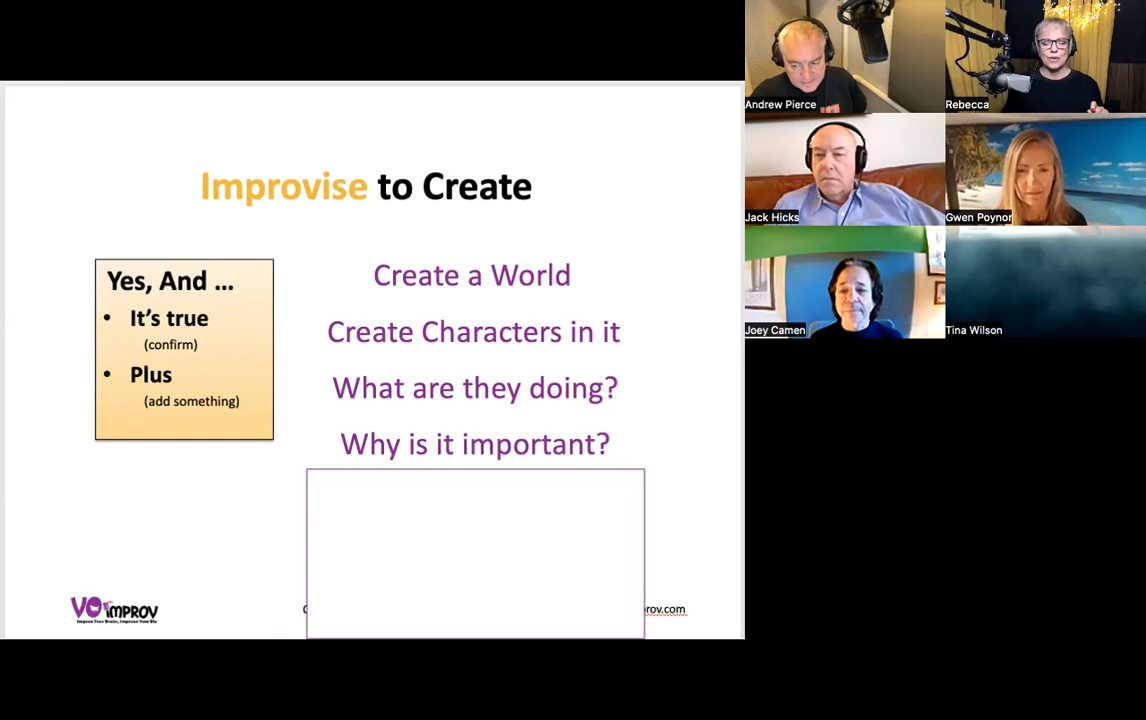 Improvise to Create
Yes, And ...
• It's true
(confirm)
• Plus
(add something)
Create a World
Create Characters in it
What are they doing?
Why is it important?
VO improv
Improve Your Brain, Improve Your Biz
rov.com
Andrew Pierce
Rebecca
Jack Hicks
Gwen Poynor
Joey Camen
Tina Wilson